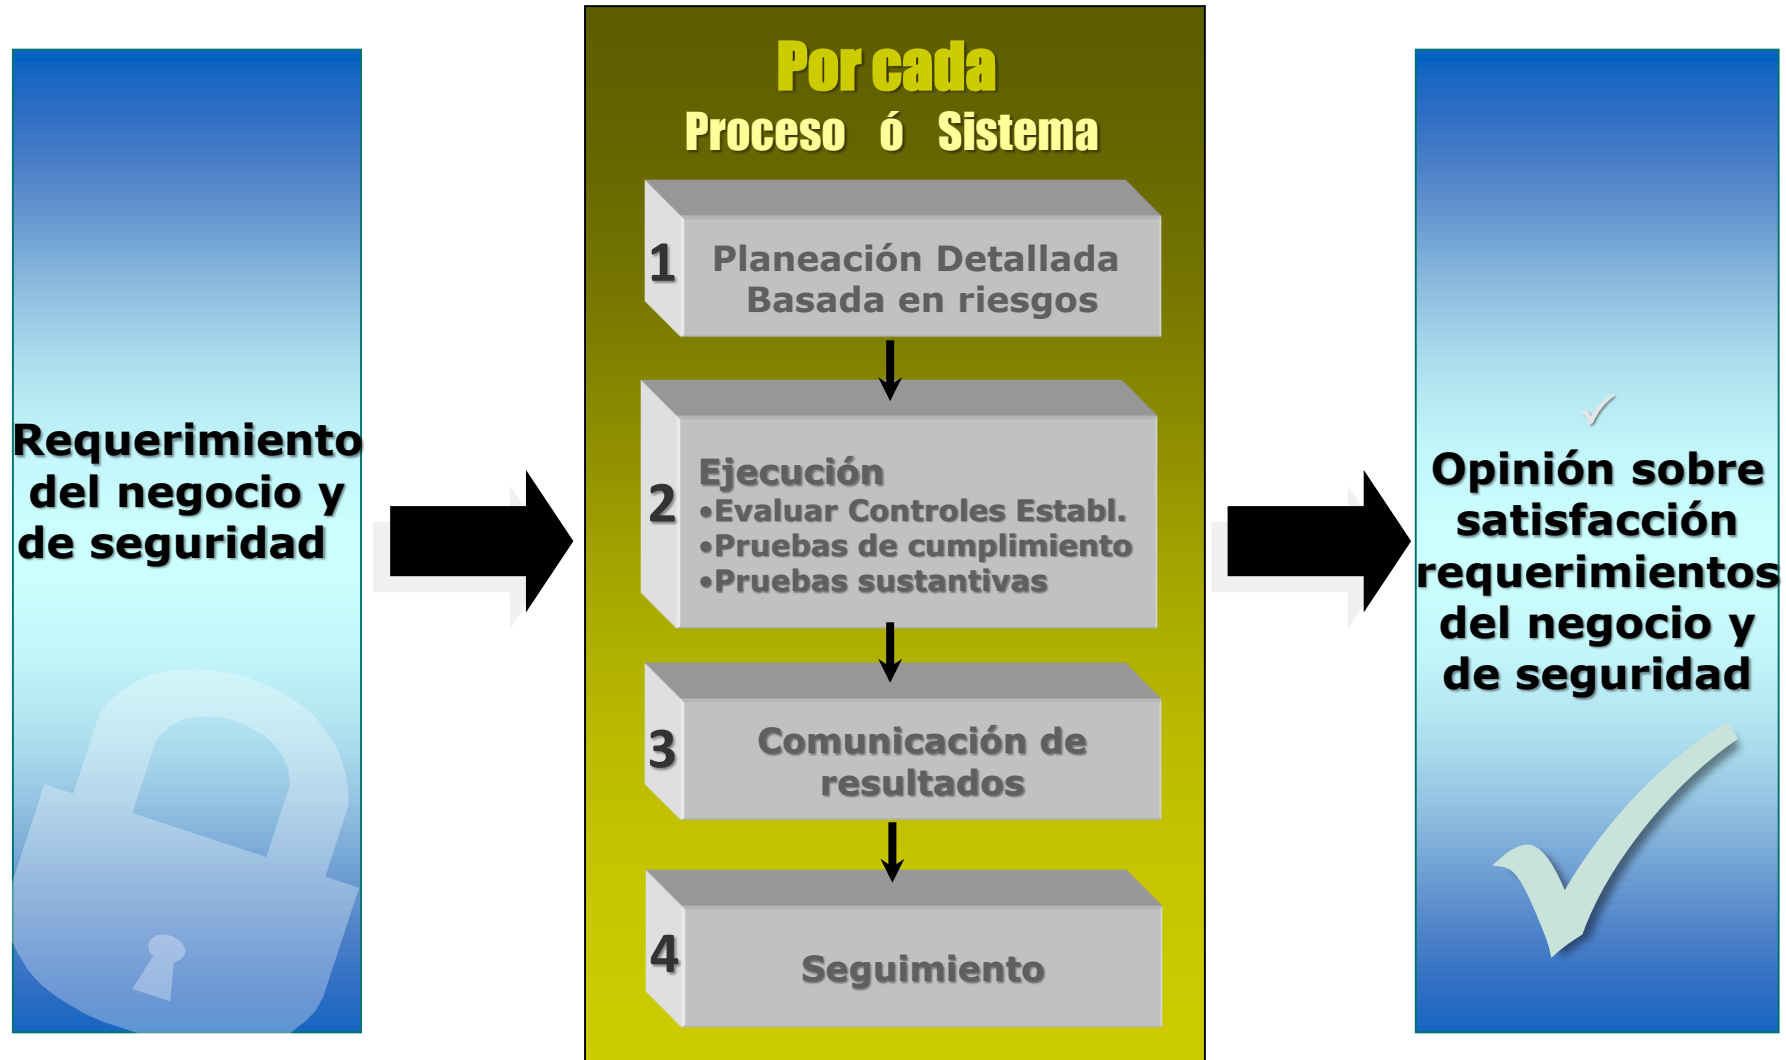 Requerimiento
del negocio y
de seguridad
Por cada
Proceso ó Sistema
1
Planeación Detallada
Basada en riesgos
2
Ejecución
•Evaluar Controles Establ.
•Pruebas de cumplimiento
•Pruebas sustantivas
3
Comunicación de
resultados
4
Seguimiento
✓
Opinión sobre
satisfacción
requerimientos
del negocio y
de seguridad